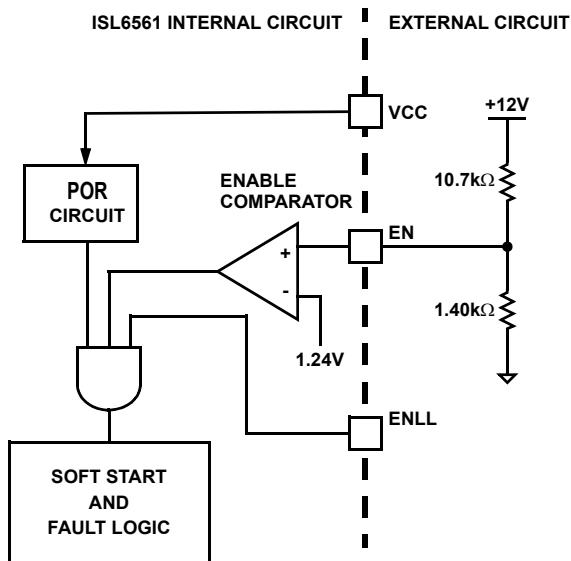 ISL6561 INTERNAL CIRCUIT
EXTERNAL CIRCUIT
VCC
+12V
POR
CIRCUIT
ENABLE
COMPARATOR
10.7kΩ
EN
+
-
1.24V
1.40kΩ
ENLL
SOFT START
AND
FAULT LOGIC